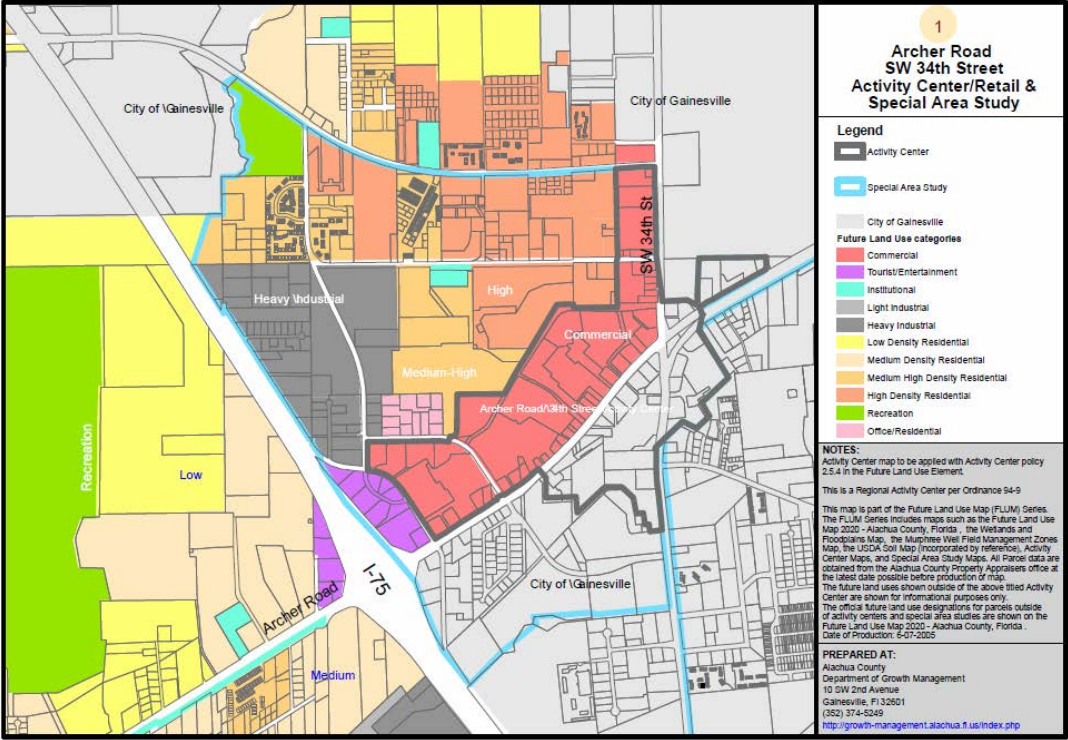 1
Archer Road
SW 34th Street
Activity Center/Retail &
Special Area Study
Legend
Activity Center
Special Area Study
City of Gainesville
Future Land Use categories
Commercial
Tourist/Entertainment
Institutional
Light Industrial
Heavy Industrial
Low Density Residential
Medium Density Residential
Medium High Density Residential
High Density Residential
Recreation
Office/Residential
NOTES:
Activity Center map to be applied with Activity Center policy
2.5.4 in the Future Land Use Element.
This is a Regional Activity Center per Ordinance 94-9
This map is part of the Future Land Use Map (FLUM) Series.
The FLUM Series includes maps such as the Future Land Use
Map 2020 - Alachua County, Florida , the Wetlands and
Floodplains Map, the Murphree Well Field Management Zones
Map, the USDA Soil Map (incorporated by reference), Activity
Center Maps, and Special Area Study Maps. All Parcel data are
obtained from the Alachua County Property Appraisers office at
the latest date possible before production of map.
The future land uses shown outside of the above titled Activity
Center are shown for informational purposes only.
The official future land use designations for parcels outside
of activity centers and special area studies are shown on the
Future Land Use Map 2020 - Alachua County, Florida .
Date of Production: 6-07-2005
PREPARED AT:
Alachua County
Department of Growth Management
10 SW 2nd Avenue
Gainesville, Fl 32601
(352) 374-5249
http://growth-management.alachua.fl.us/index.php
City of \Gainesville
City of Gainesville
SW 34th St
Heavy \Industrial
High
Commercial
Medium-High
Archer Road/\34th Street Center
Recreation
Low
I-75
Archer Road
City of \Gainesville
Medium